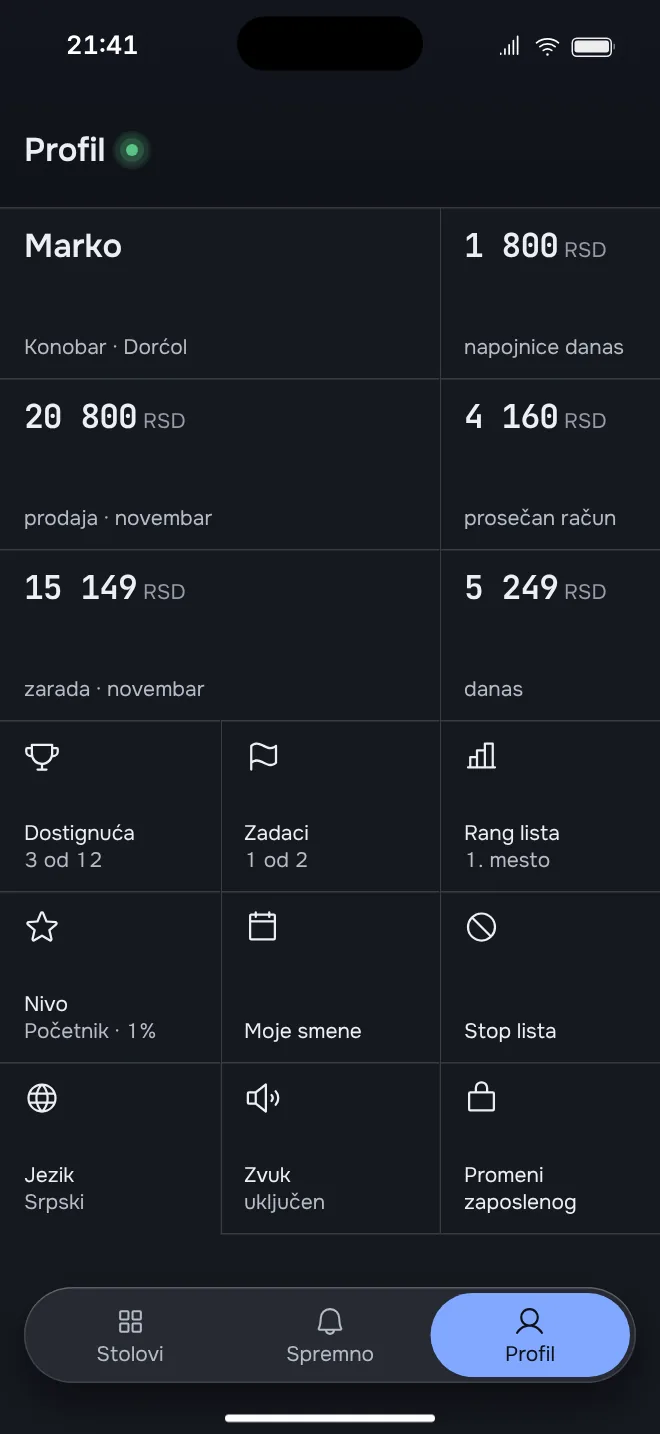 21:41
Profil
Marko
1 800 RSD
Konobar · Dorćol
napojnice danas
20 800 RSD
4 160 RSD
prodaja · novembar
prosečan račun
15 149 RSD
5 249 RSD
zarada · novembar
danas
Dostignuća
3 od 12
Zadaci
1 od 2
Rang lista
1. mesto
Nivo
Početnik · 1%
Moje smene
Stop lista
Jezik
Srpski
Zvuk
uključen
Promeni
zaposlenog
Stolovi
Spremno
Profil